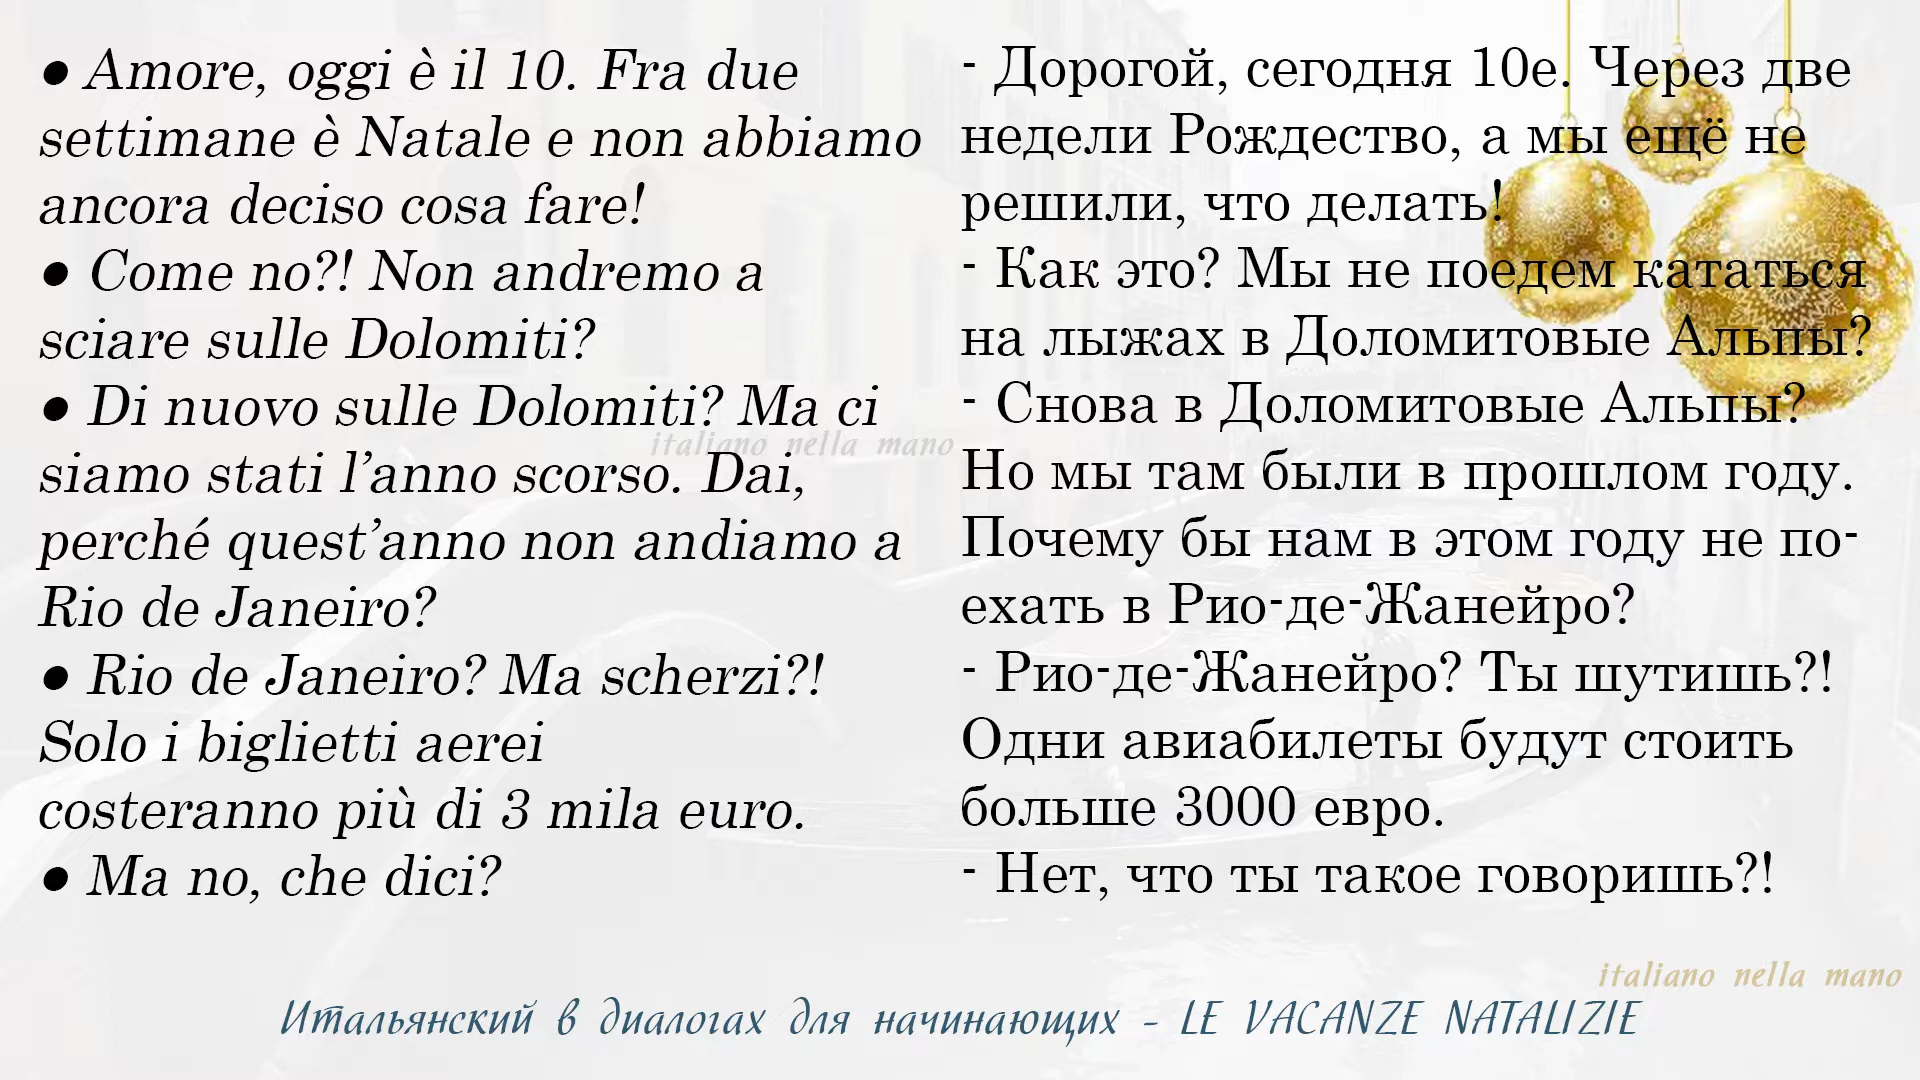 ● Amore, oggi è il 10. Fra due
settimane è Natale e non abbiamo
ancora deciso cosa fare!
● Come no?! Non andremo a
sciare sulle Dolomiti?
● Di nuovo sulle Dolomiti? Ma ci
siamo stati l’anno scorso. Dai,
perché quest’anno non andiamo a
Rio de Janeiro?
● Rio de Janeiro? Ma scherzi?!
Solo i biglietti aerei
costeranno più di 3 mila euro.
● Ma no, che dici?
- Дорогой, сегодня 10е. Через две
недели Рождество, а мы ещё не
решили, что делать!
- Как это? Мы не поедем кататься
на лыжах в Доломитовые Альпы?
- Снова в Доломитовые Альпы?
Но мы там были в прошлом году.
Почему бы нам в этом году не по-
ехать в Рио-де-Жанейро?
- Рио-де-Жанейро? Ты шутишь?!
Одни авиабилеты будут стоить
больше 3000 евро.
- Нет, что ты такое говоришь?!
italiano nella mano
italiano nella mano
Итальянский в диалогах для начинающих - LE VACANZE NATALIZIE